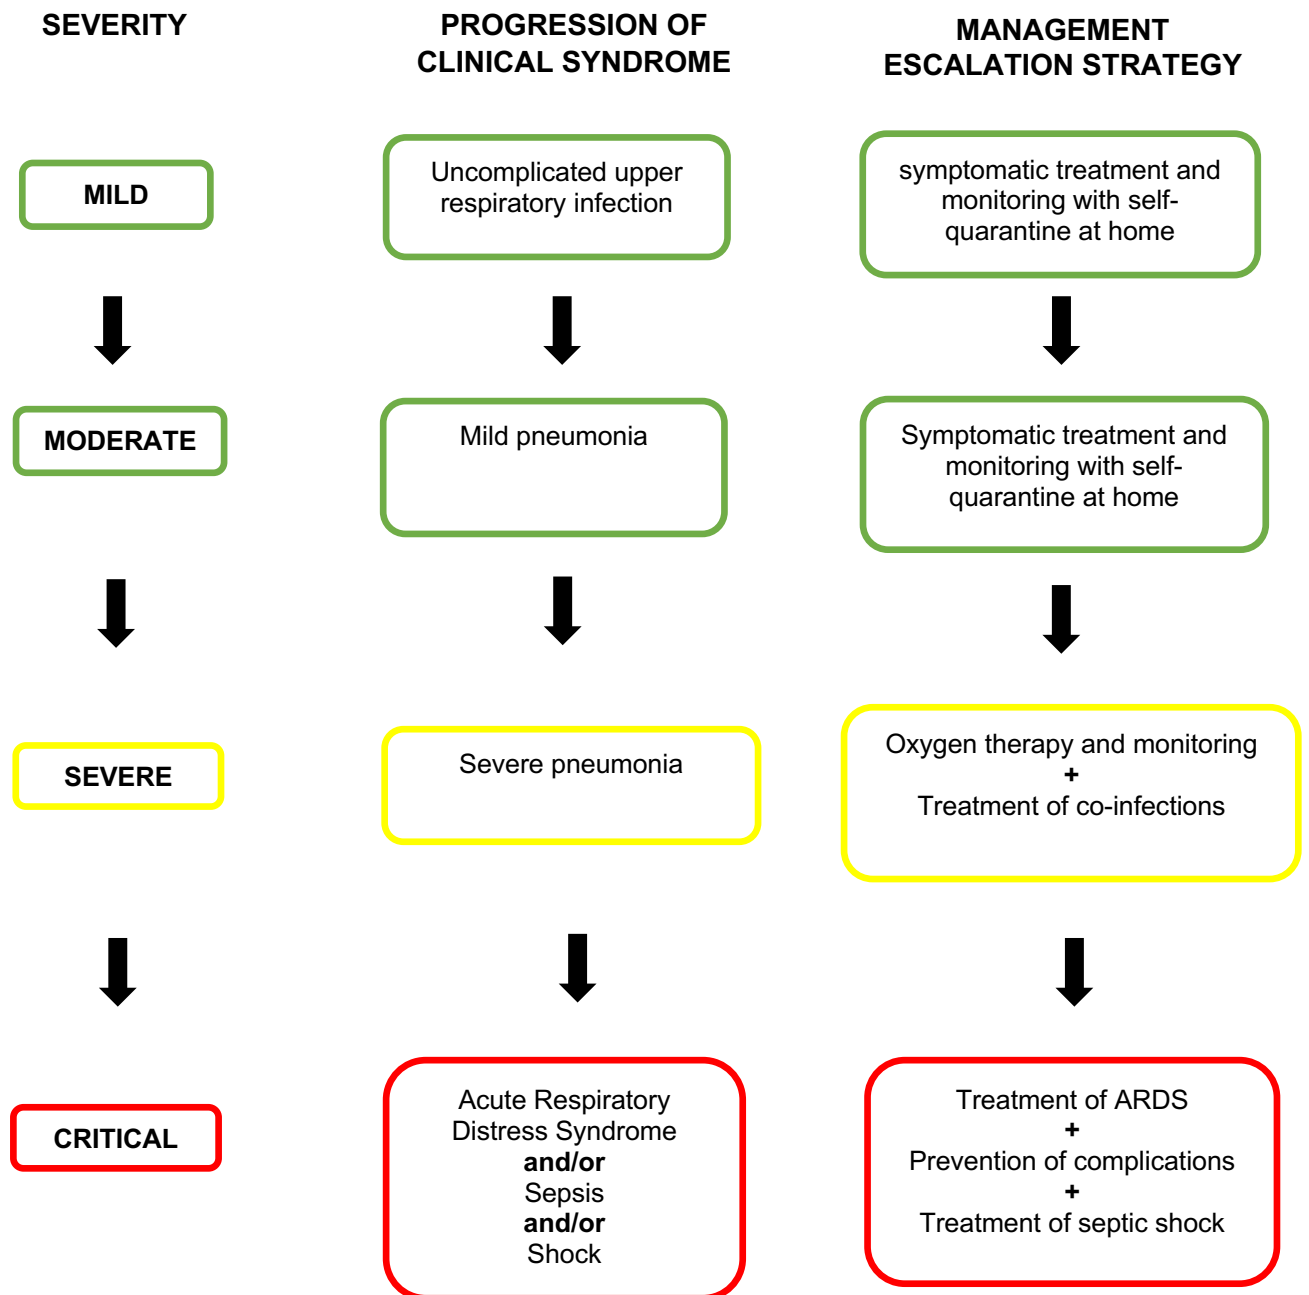 SEVERITY
PROGRESSION OF
CLINICAL SYNDROME
MANAGEMENT
ESCALATION STRATEGY
MILD
Uncomplicated upper
respiratory infection
symptomatic treatment and
monitoring with self-
quarantine at home
MODERATE
Mild pneumonia
Symptomatic treatment and
monitoring with self-
quarantine at home
SEVERE
Severe pneumonia
Oxygen therapy and monitoring
+
Treatment of co-infections
CRITICAL
Acute Respiratory
Distress Syndrome
and/or
Sepsis
and/or
Shock
Treatment of ARDS
+
Prevention of complications
+
Treatment of septic shock